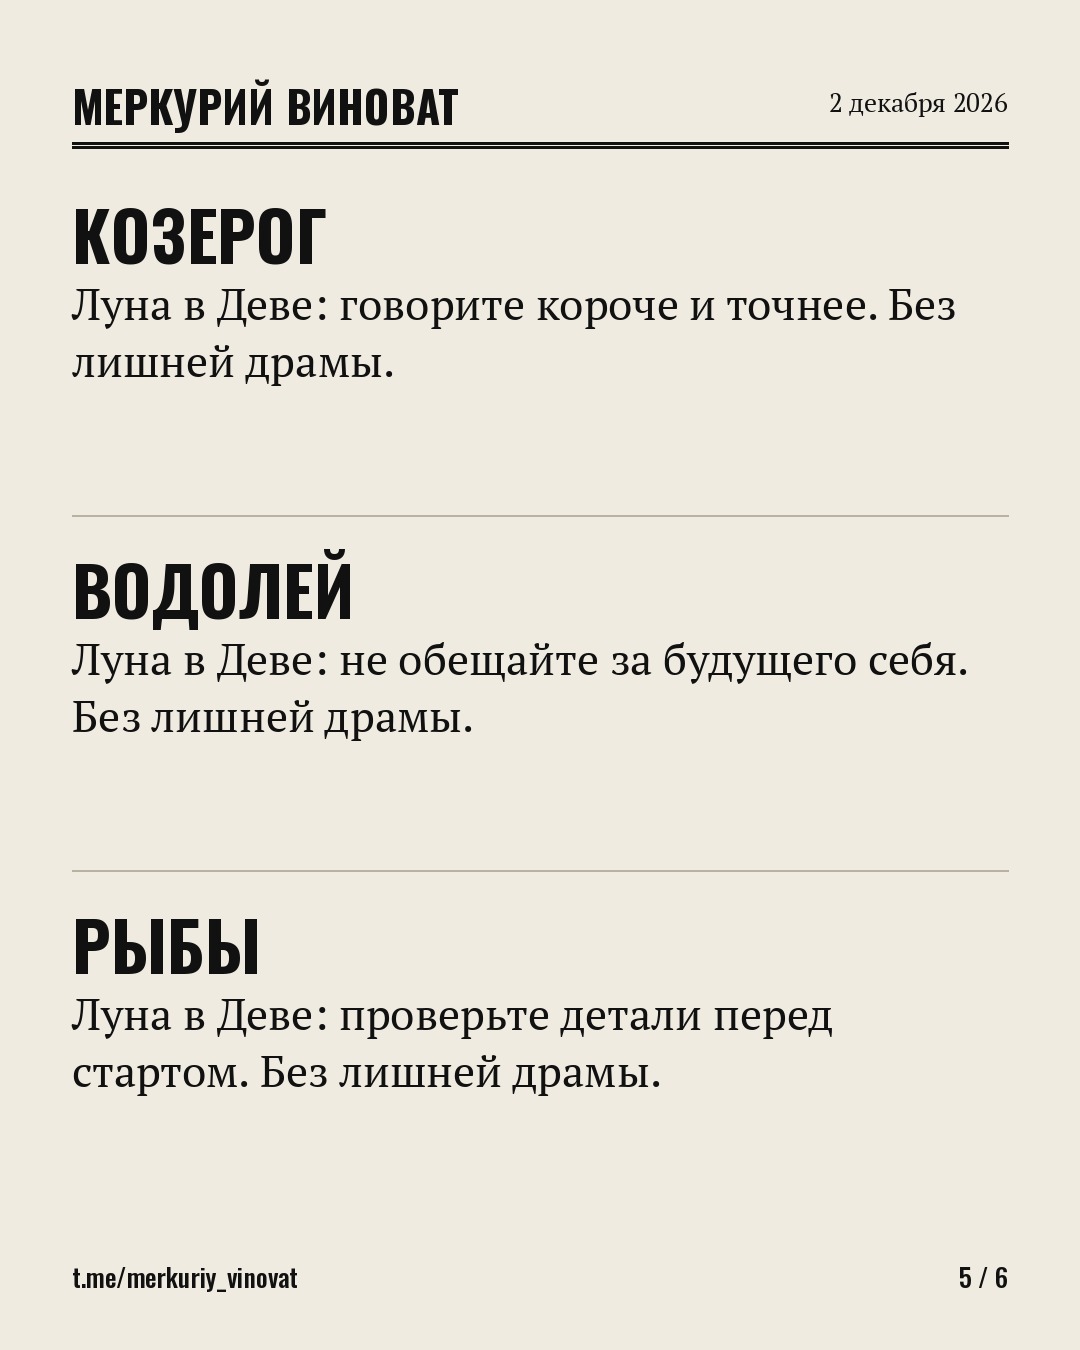 МЕРКУРИЙ ВИНОВАТ
2 декабря 2026
КОЗЕРОГ
Луна в Деве: говорите короче и точнее. Без
лишней драмы.
ВОДОЛЕЙ
Луна в Деве: не обещайте за будущего себя.
Без лишней драмы.
РЫБЫ
Луна в Деве: проверьте детали перед
стартом. Без лишней драмы.
t.me/merkuriy_vinovat
5 / 6